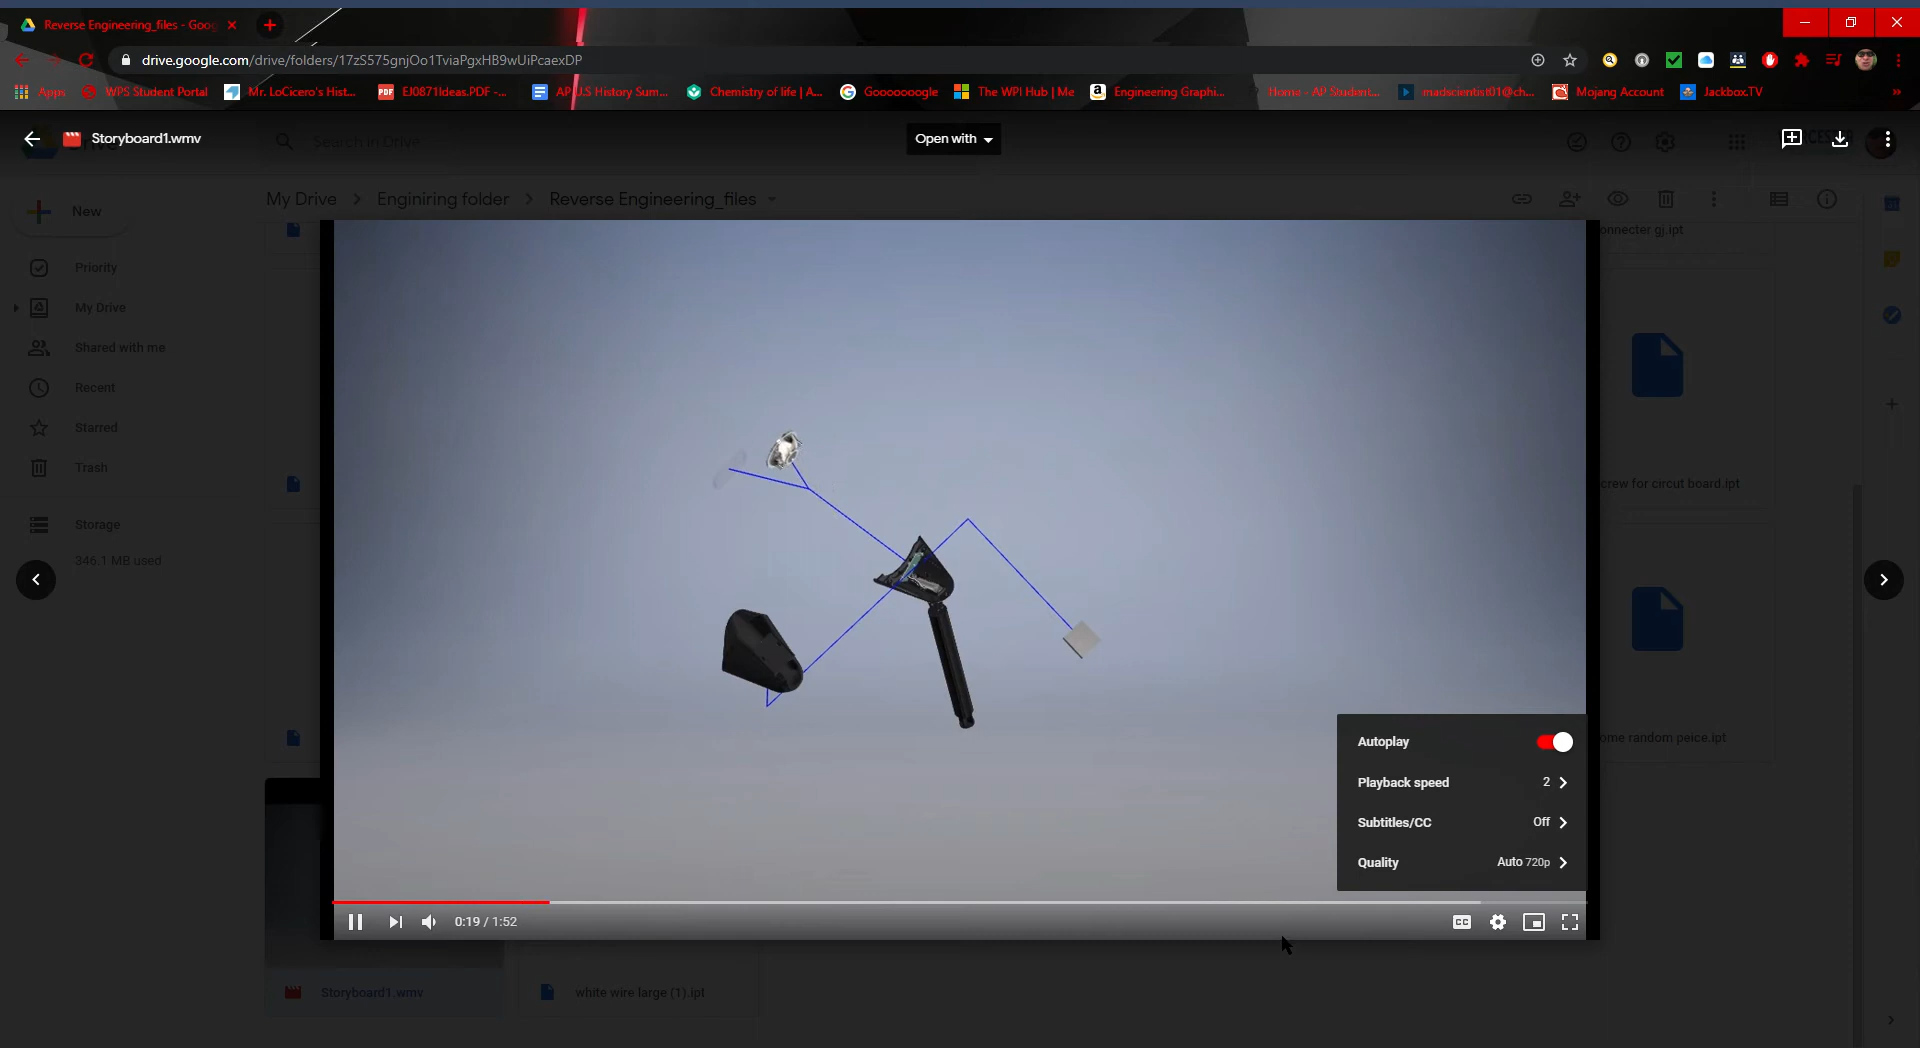 Reverse Engineering_files - Goog
drive.google.com/drive/folders/17zS575gnjOo1TviaPgxHB9wUiPcaexDP
Apps
WPS Student Portal
Mr. LoCicero's Hist...
EJ0871Ideas.PDF -...
AP U.S History Sum...
Chemistry of life | A...
Gooooooogle
The WPI Hub | Me
Engineering Graphi...
Home - AP Student...
madscientist01@ch...
Mojang Account
Jackbox.TV
Storyboard1.wmv
Search in Drive
Open with
My Drive
Enginiring folder
Reverse Engineering_files
New
Priority
My Drive
Shared with me
Recent
Starred
Trash
Storage
346.1 MB used
onnecter gj.ipt
crew for circut board.ipt
ome random peice.ipt
Autoplay
Playback speed 2
Subtitles/CC Off
Quality Auto 720p
0:19 / 1:52
CC
Storyboard1.wmv
white wire large (1).ipt